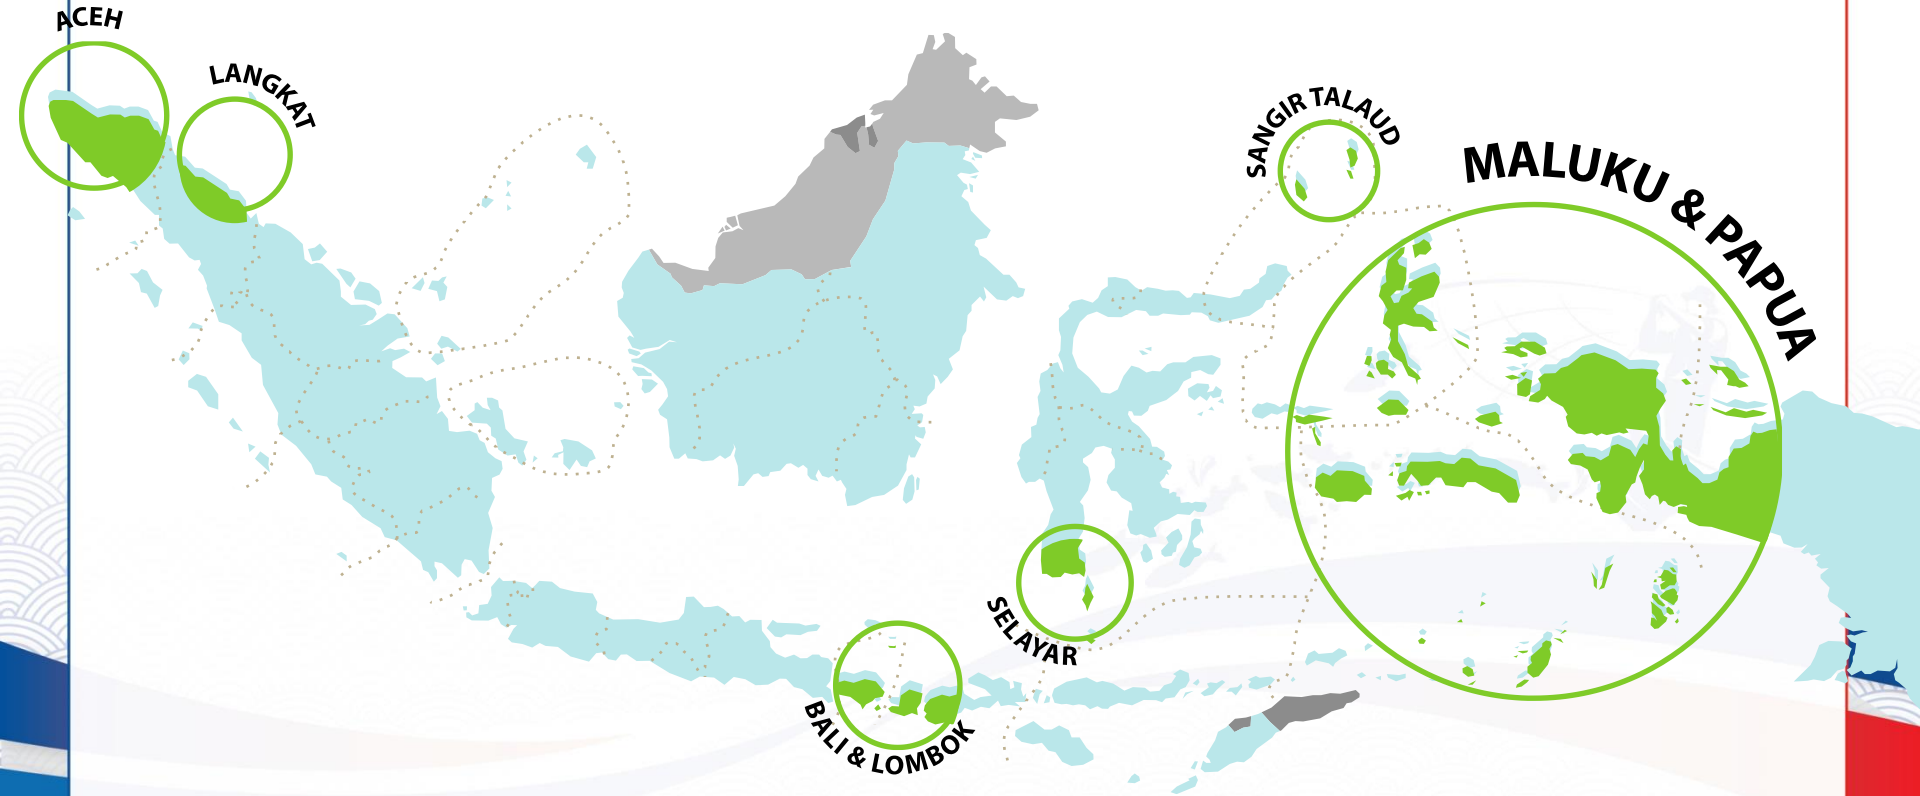 ACEH
LANGKAT
SANGIR TALAUD
MALUKU & PAPUA
SELAYAR
BALI & LOMBOK